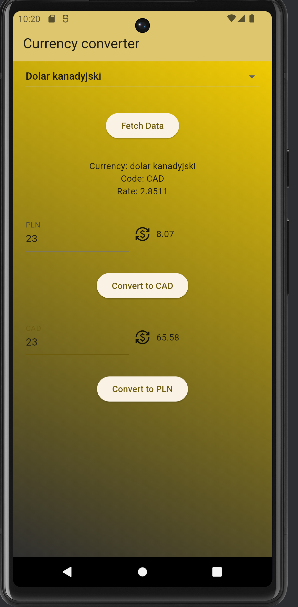 10:20
Currency converter
Dolar kanadyjski
Fetch Data
Currency: dolar kanadyjski
Code: CAD
Rate: 2.8511
PLN
23
8.07
Convert to CAD
CAD
23
65.58
Convert to PLN